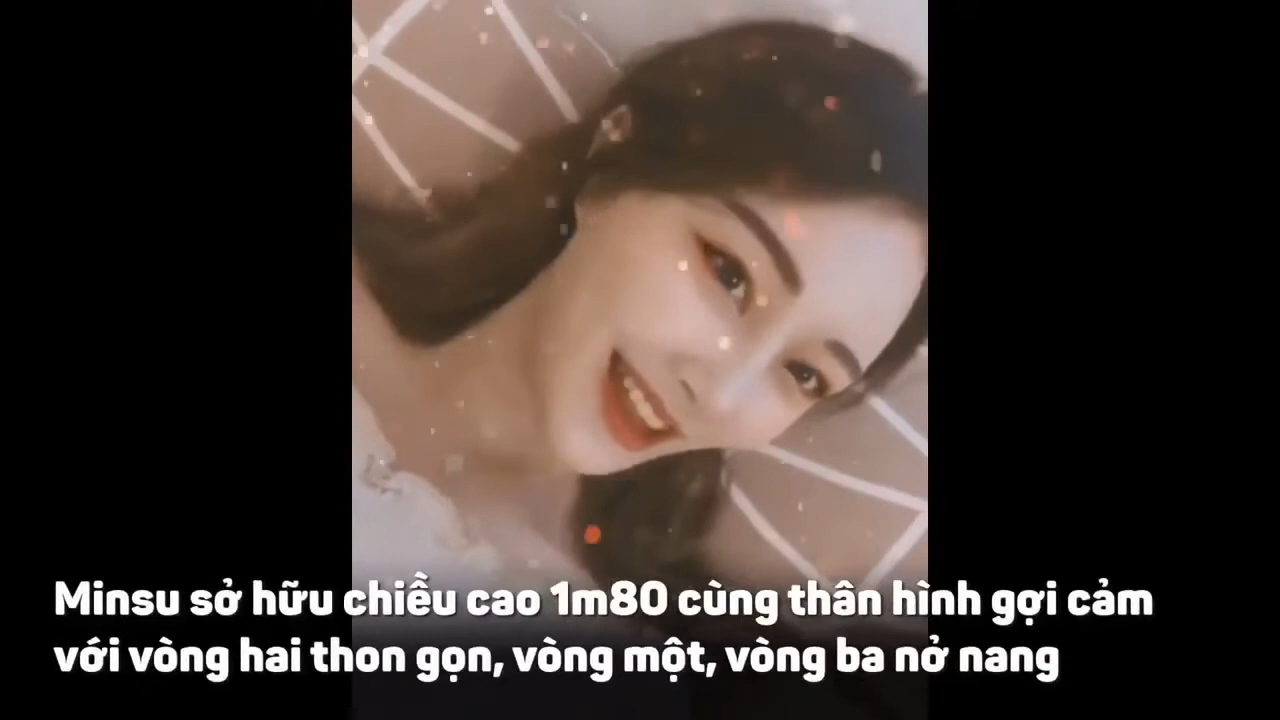 Minsu sở hữu chiều cao 1m80 cùng thân hình gợi cảm
với vòng hai thon gọn, vòng một, vòng ba nở nang